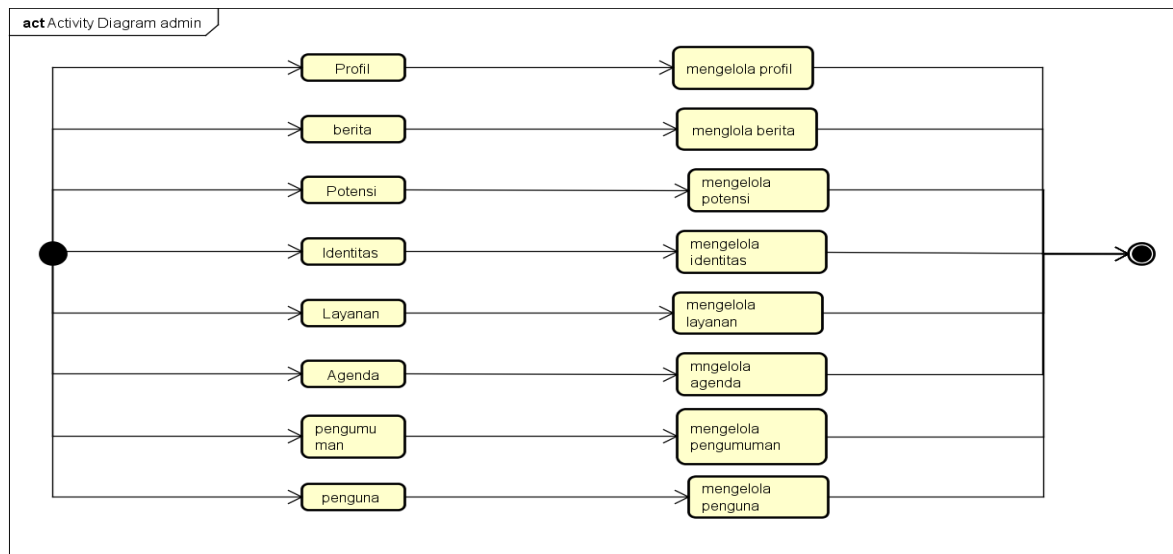 act Activity Diagram admin
Profil
mengelola profil
berita
menglola berita
Potensi
mengelola
potensi
Identitas
mengelola
identitas
Layanan
mengelola
layanan
Agenda
mngelola
agenda
pengumu
man
mengelola
pengumuman
penguna
mengelola
penguna